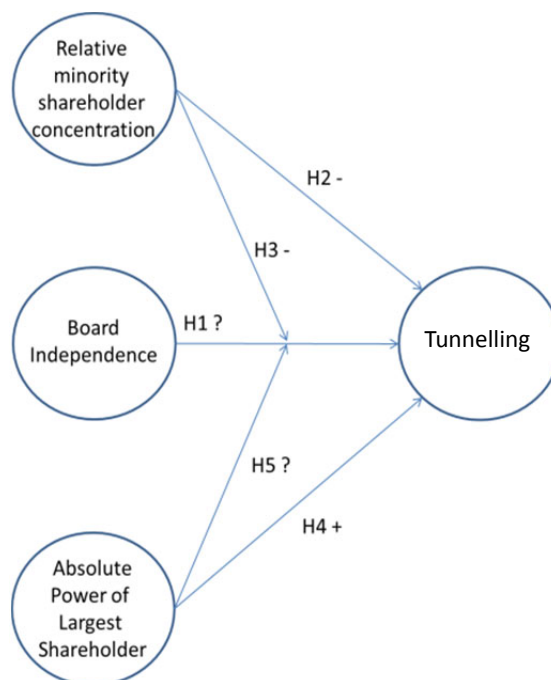 Relative
minority
shareholder
concentration
H2 -
H3 -
H1 ?
Board
Independence
Tunnelling
H5 ?
H4 +
Absolute
Power of
Largest
Shareholder